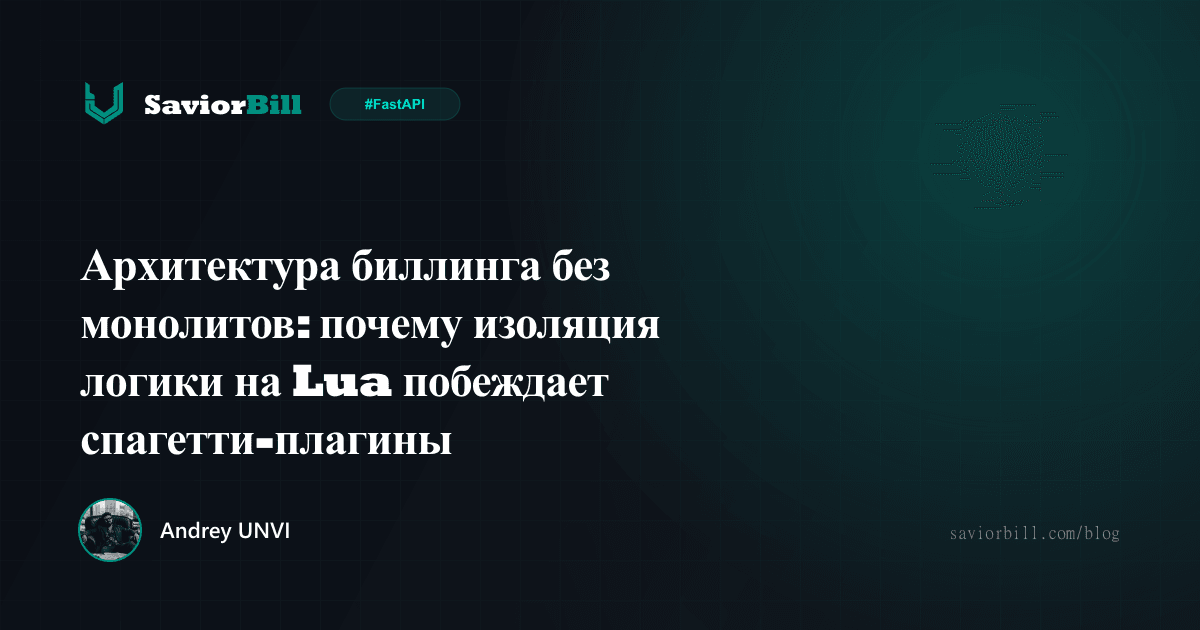 SaviorBill
#FastAPI
Архитектура биллинга без
монолитов: почему изоляция
логики на Lua побеждает
спагетти-плагины
Andrey UNVI
saviorbill.com/blog